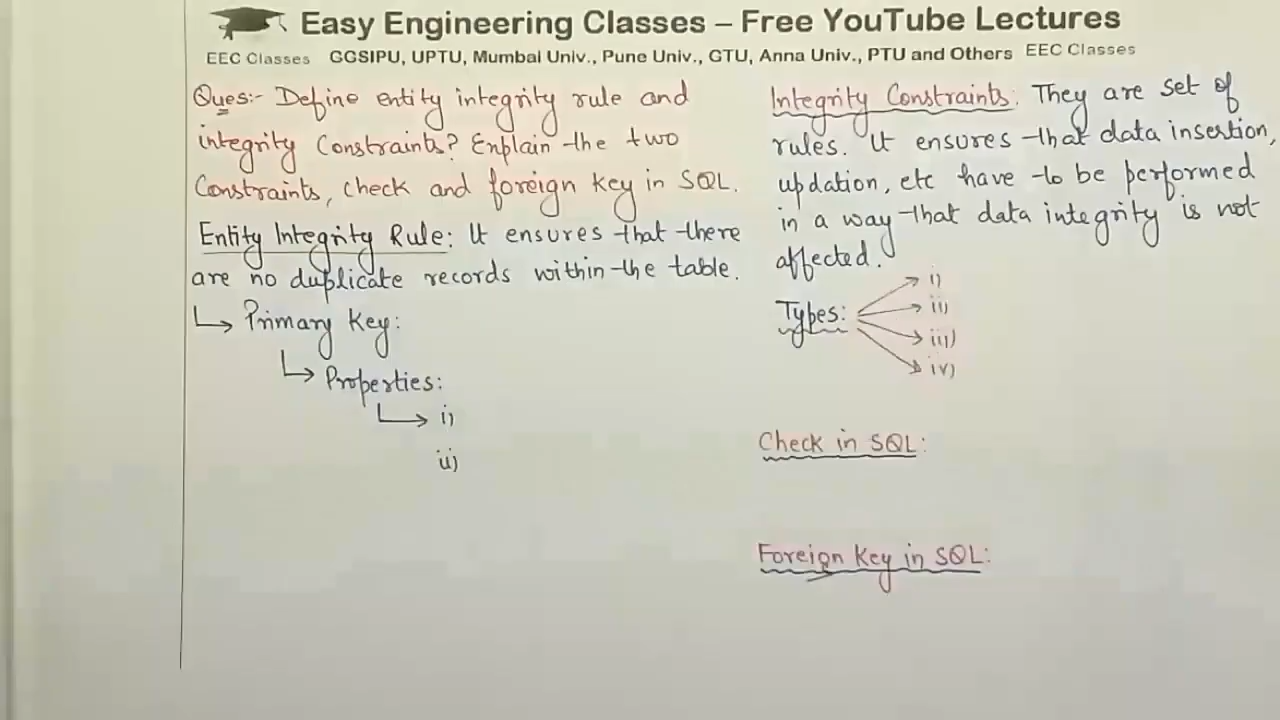 Easy Engineering Classes – Free YouTube Lectures
EEC Classes GGSIPU, UPTU, Mumbai Univ., Pune Univ., GTU, Anna Univ., PTU and Others EEC Classes
Ques:- Define entity integrity rule and
integrity Constraints? Explain the two
Constraints, check and foreign key in SQL.
Entity Integrity Rule: It ensures that there
are no duplicate records within the table.
Primary Key:
Properties:
i)
ii)
Integrity Constraints: They are set of
rules. It ensures that data insertion,
updation, etc have to be performed
in a way that data integrity is not
affected.
Types:
i)
ii)
iii)
iv)
Check in SQL:
Foreign Key in SQL: